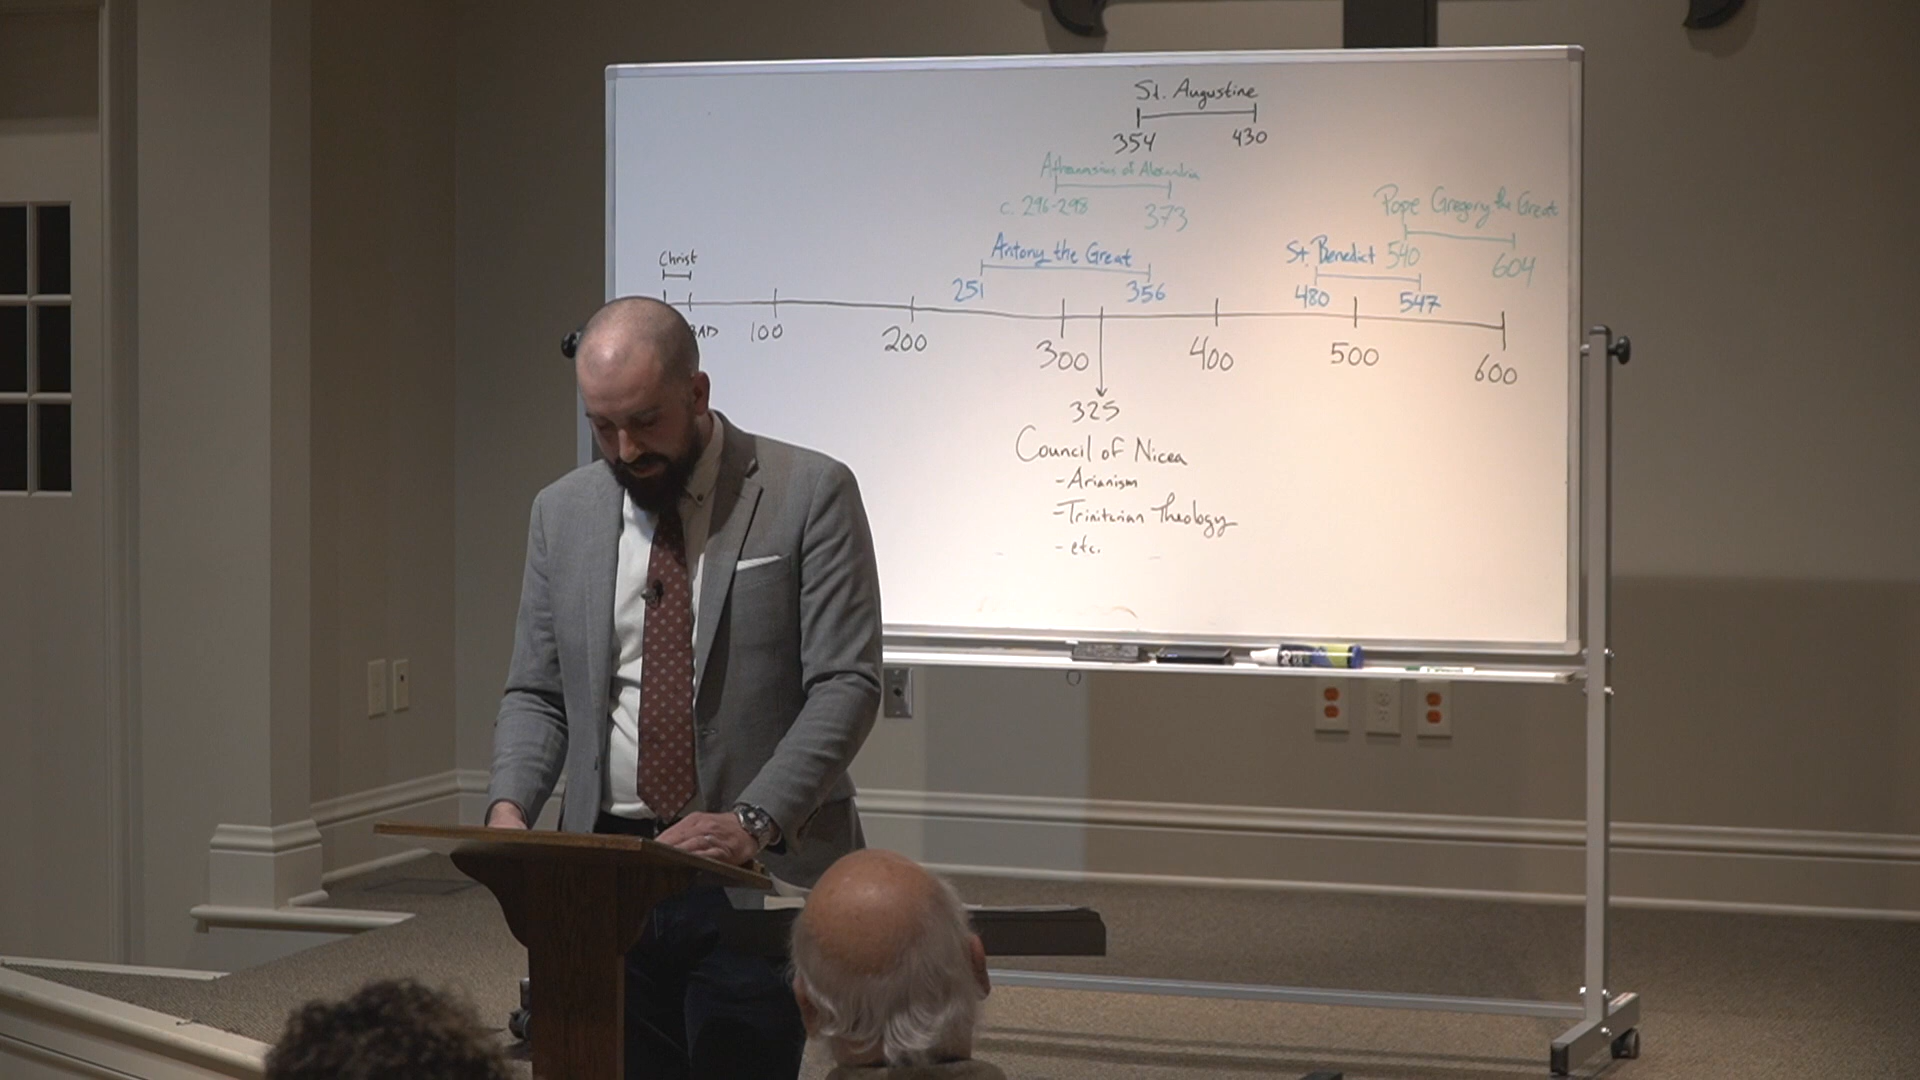 St. Augustine
354 430
Athanasius of Alexandria
c. 296-298 373
Pope Gregory the Great
540 604
Antony the Great
251 356
St. Benedict
480 547
Christ
AD 100 200 300 400 500 600
325
Council of Nicea
-Arianism
-Trinitarian Theology
-etc.